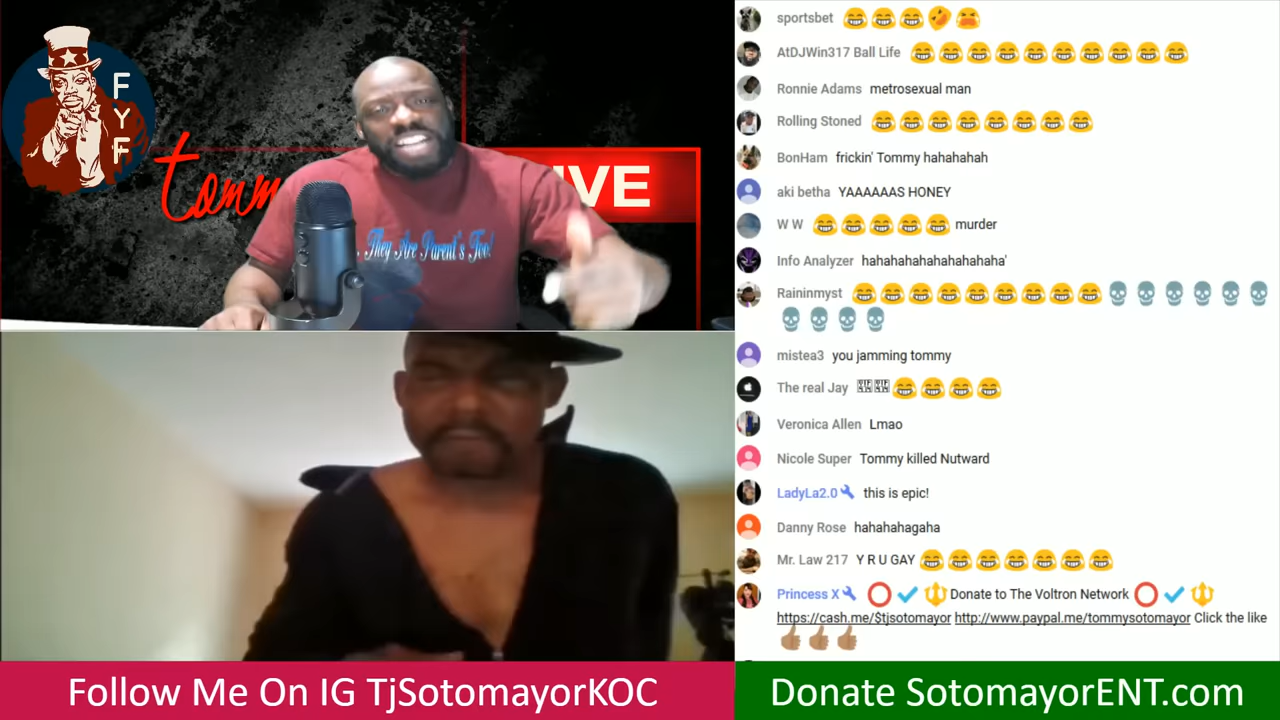 FYF
tomm
IVE
They Are Parent's Too!
sportsbet 😂😂😂🤣😫
AtDJWin317 Ball Life 😂😂😂😂😂😂😂😂😂😂
Ronnie Adams metrosexual man
Rolling Stoned 😂😂😂😂😂😂😂😂
BonHam frickin' Tommy hahahahah
aki betha YAAAAAAS HONEY
W W 😂😂😂😂😂 murder
Info Analyzer hahahahahahahahaha'
Raininmyst 😂😂😂😂😂😂😂😂😂💀💀💀💀💀💀
💀💀💀💀
mistea3 you jamming tommy
The real Jay 😂😂😂😂
Veronica Allen Lmao
Nicole Super Tommy killed Nutward
LadyLa2.0 this is epic!
Danny Rose hahahahagaha
Mr. Law 217 Y R U GAY 😂😂😂😂😂😂😂
Princess X ⭕✔🔱Donate to The Voltron Network⭕✔🔱
https://cash.me/$tjsotomayor http://www.paypal.me/tommysotomayor Click the like
👍🏽👍🏽👍🏽
Follow Me On IG TjSotomayorKOC
Donate SotomayorENT.com